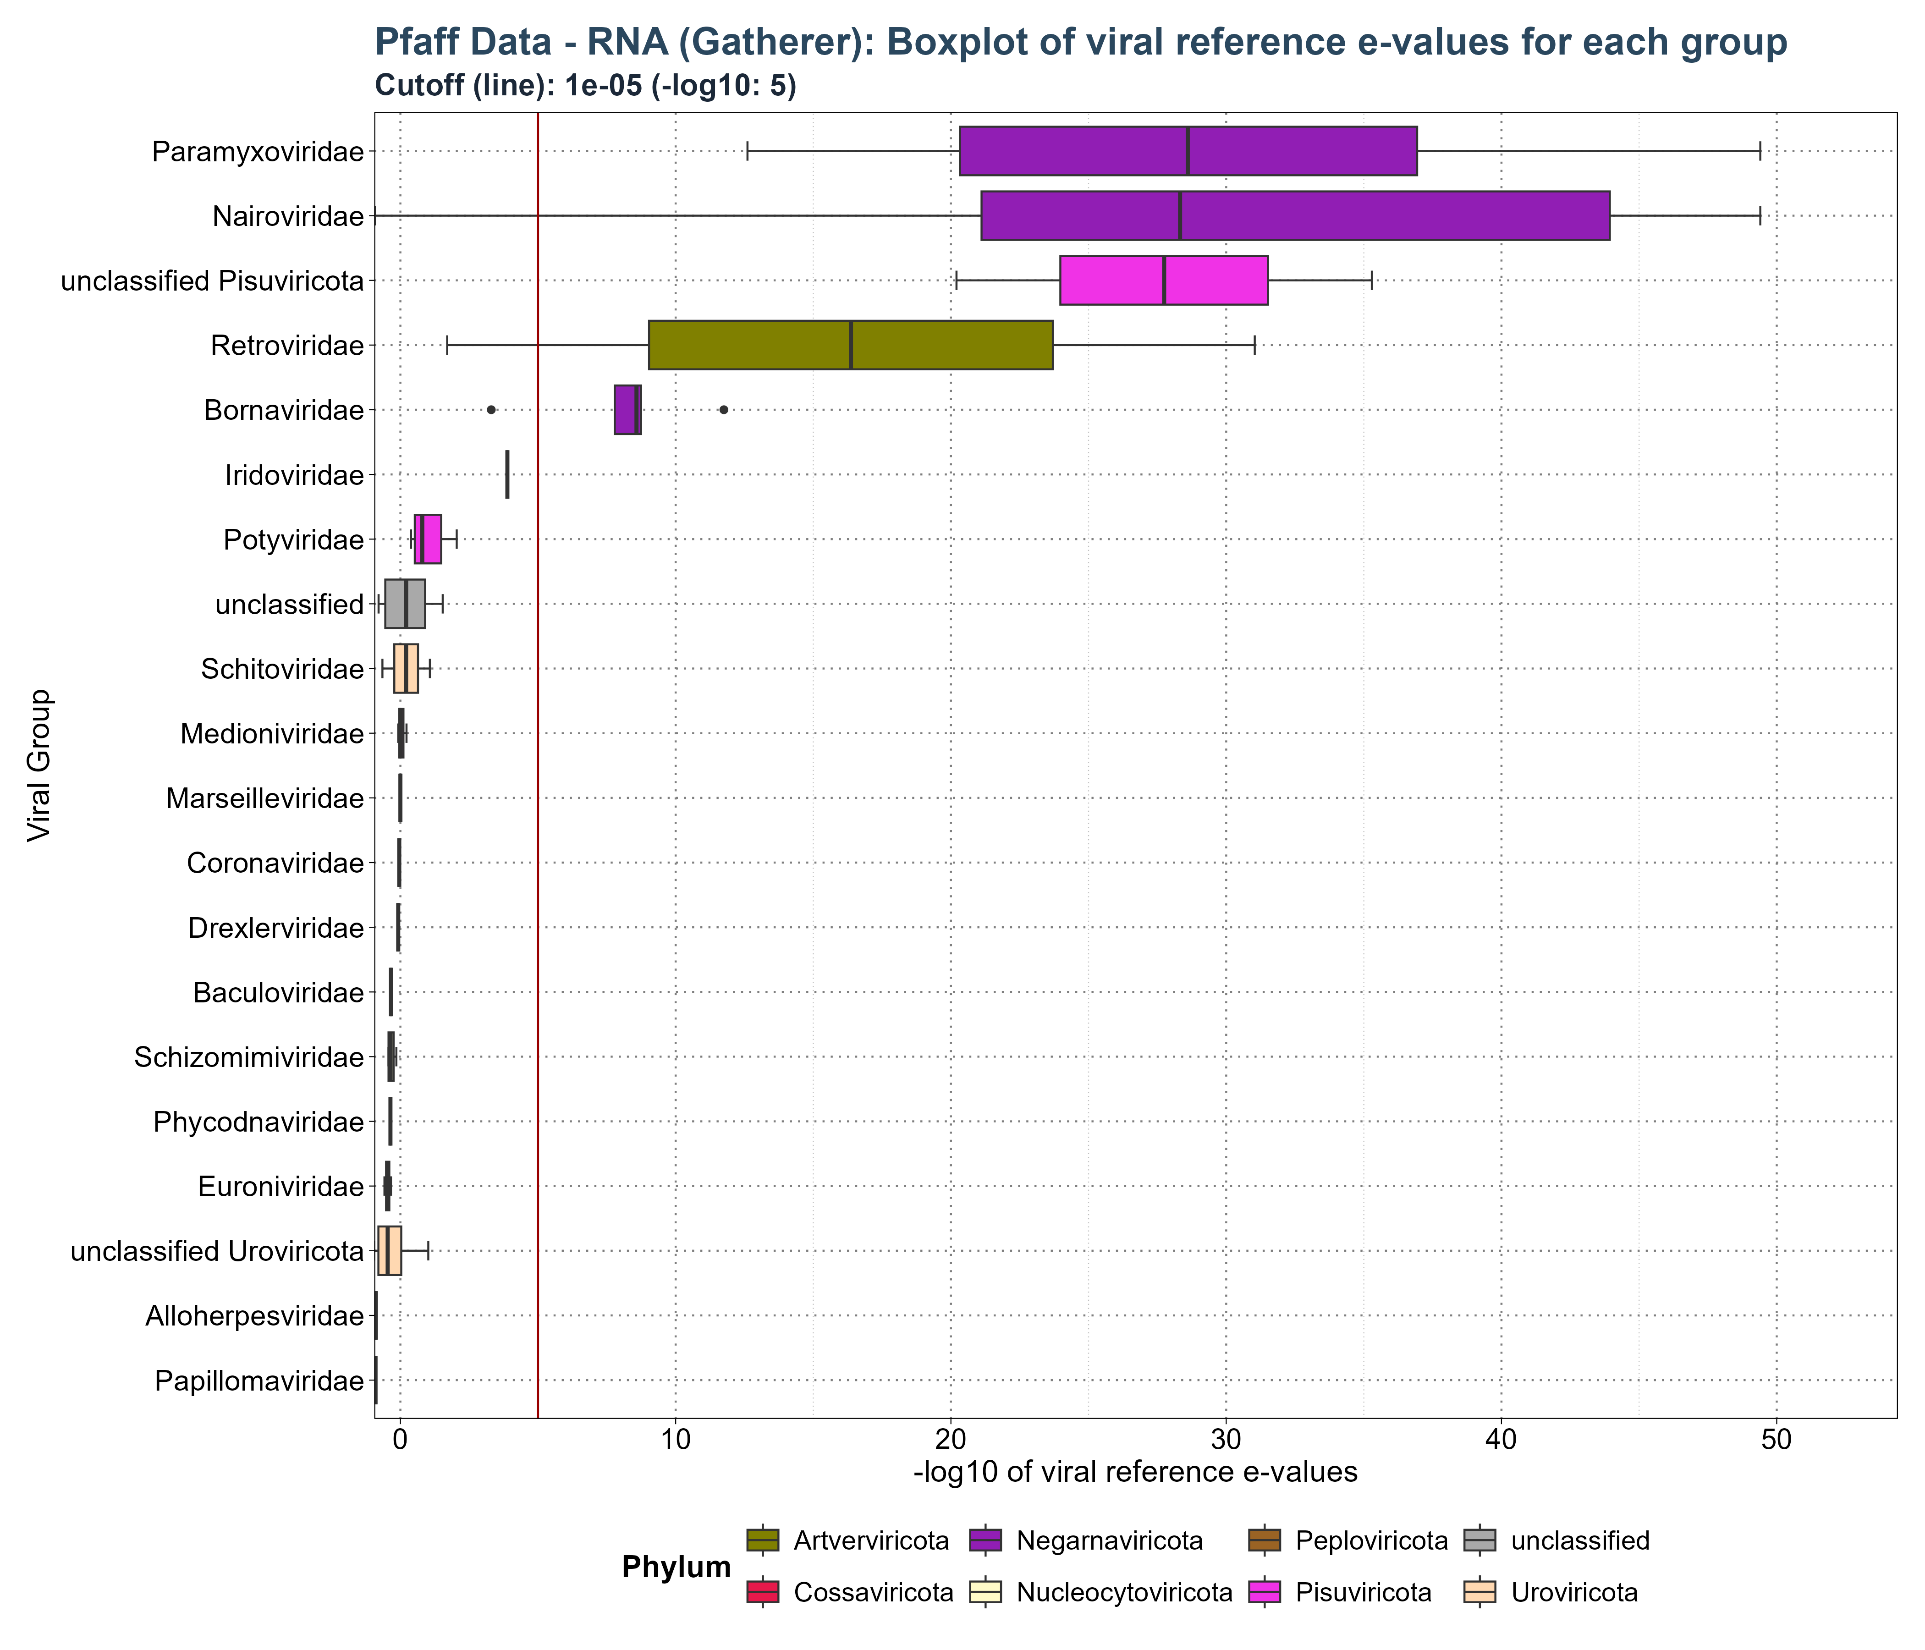 Pfaff Data - RNA (Gatherer): Boxplot of viral reference e-values for each group
Cutoff (line): 1e-05 (-log10: 5)
Viral Group
Paramyxoviridae
Nairoviridae
unclassified Pisuviricota
Retroviridae
Bornaviridae
Iridoviridae
Potyviridae
unclassified
Schitoviridae
Medioniviridae
Marseilleviridae
Coronaviridae
Drexlerviridae
Baculoviridae
Schizomimiviridae
Phycodnaviridae
Euroniviridae
unclassified Uroviricota
Alloherpesviridae
Papillomaviridae
0 10 20 30 40 50
-log10 of viral reference e-values
Phylum
Artverviricota Negarnaviricota Peploviricota unclassified
Cossaviricota Nucleocytoviricota Pisuviricota Uroviricota